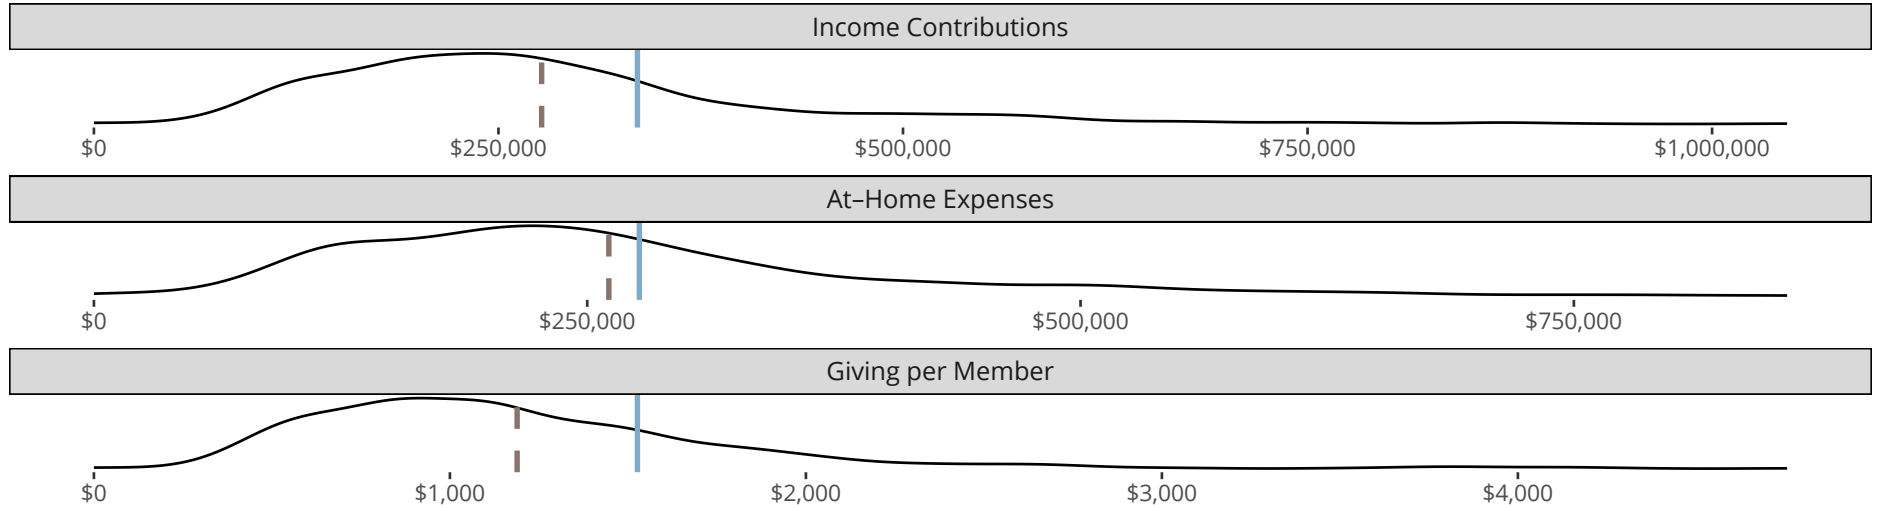 Income Contributions
$0 $250,000 $500,000 $750,000 $1,000,000
At–Home Expenses
$0 $250,000 $500,000 $750,000
Giving per Member
$0 $1,000 $2,000 $3,000 $4,000